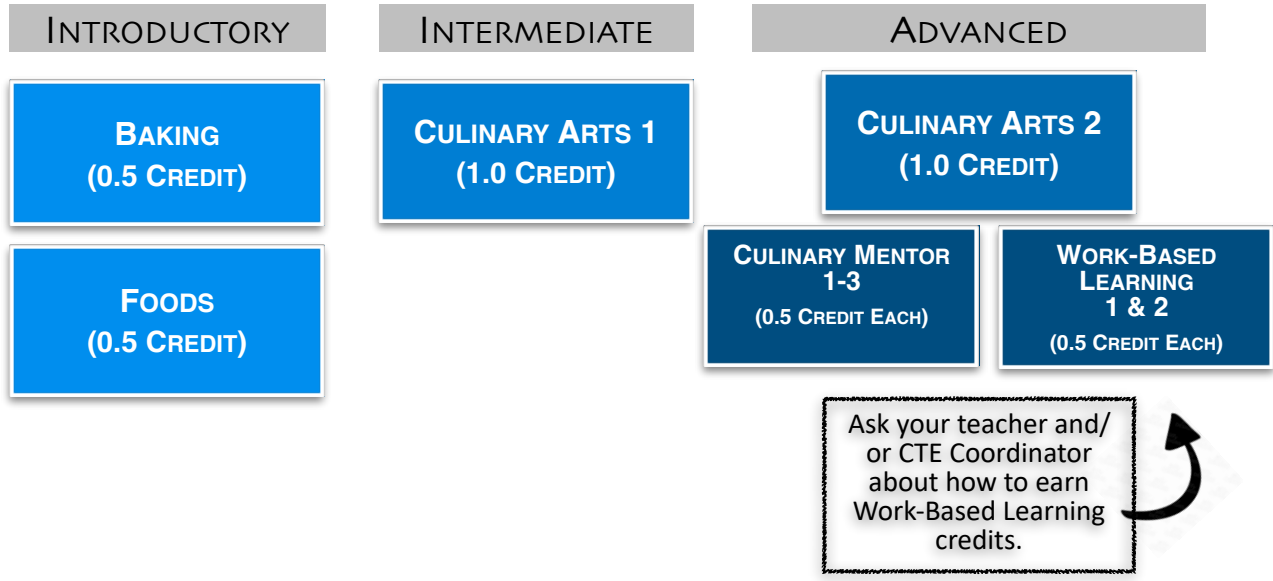 Introductory
Intermediate
Advanced
Baking
(0.5 Credit)
Foods
(0.5 Credit)
Culinary Arts 1
(1.0 Credit)
Culinary Arts 2
(1.0 Credit)
Culinary Mentor
1-3
(0.5 Credit Each)
Work-Based
Learning
1 & 2
(0.5 Credit Each)
Ask your teacher and/
or CTE Coordinator
about how to earn
Work-Based Learning
credits.